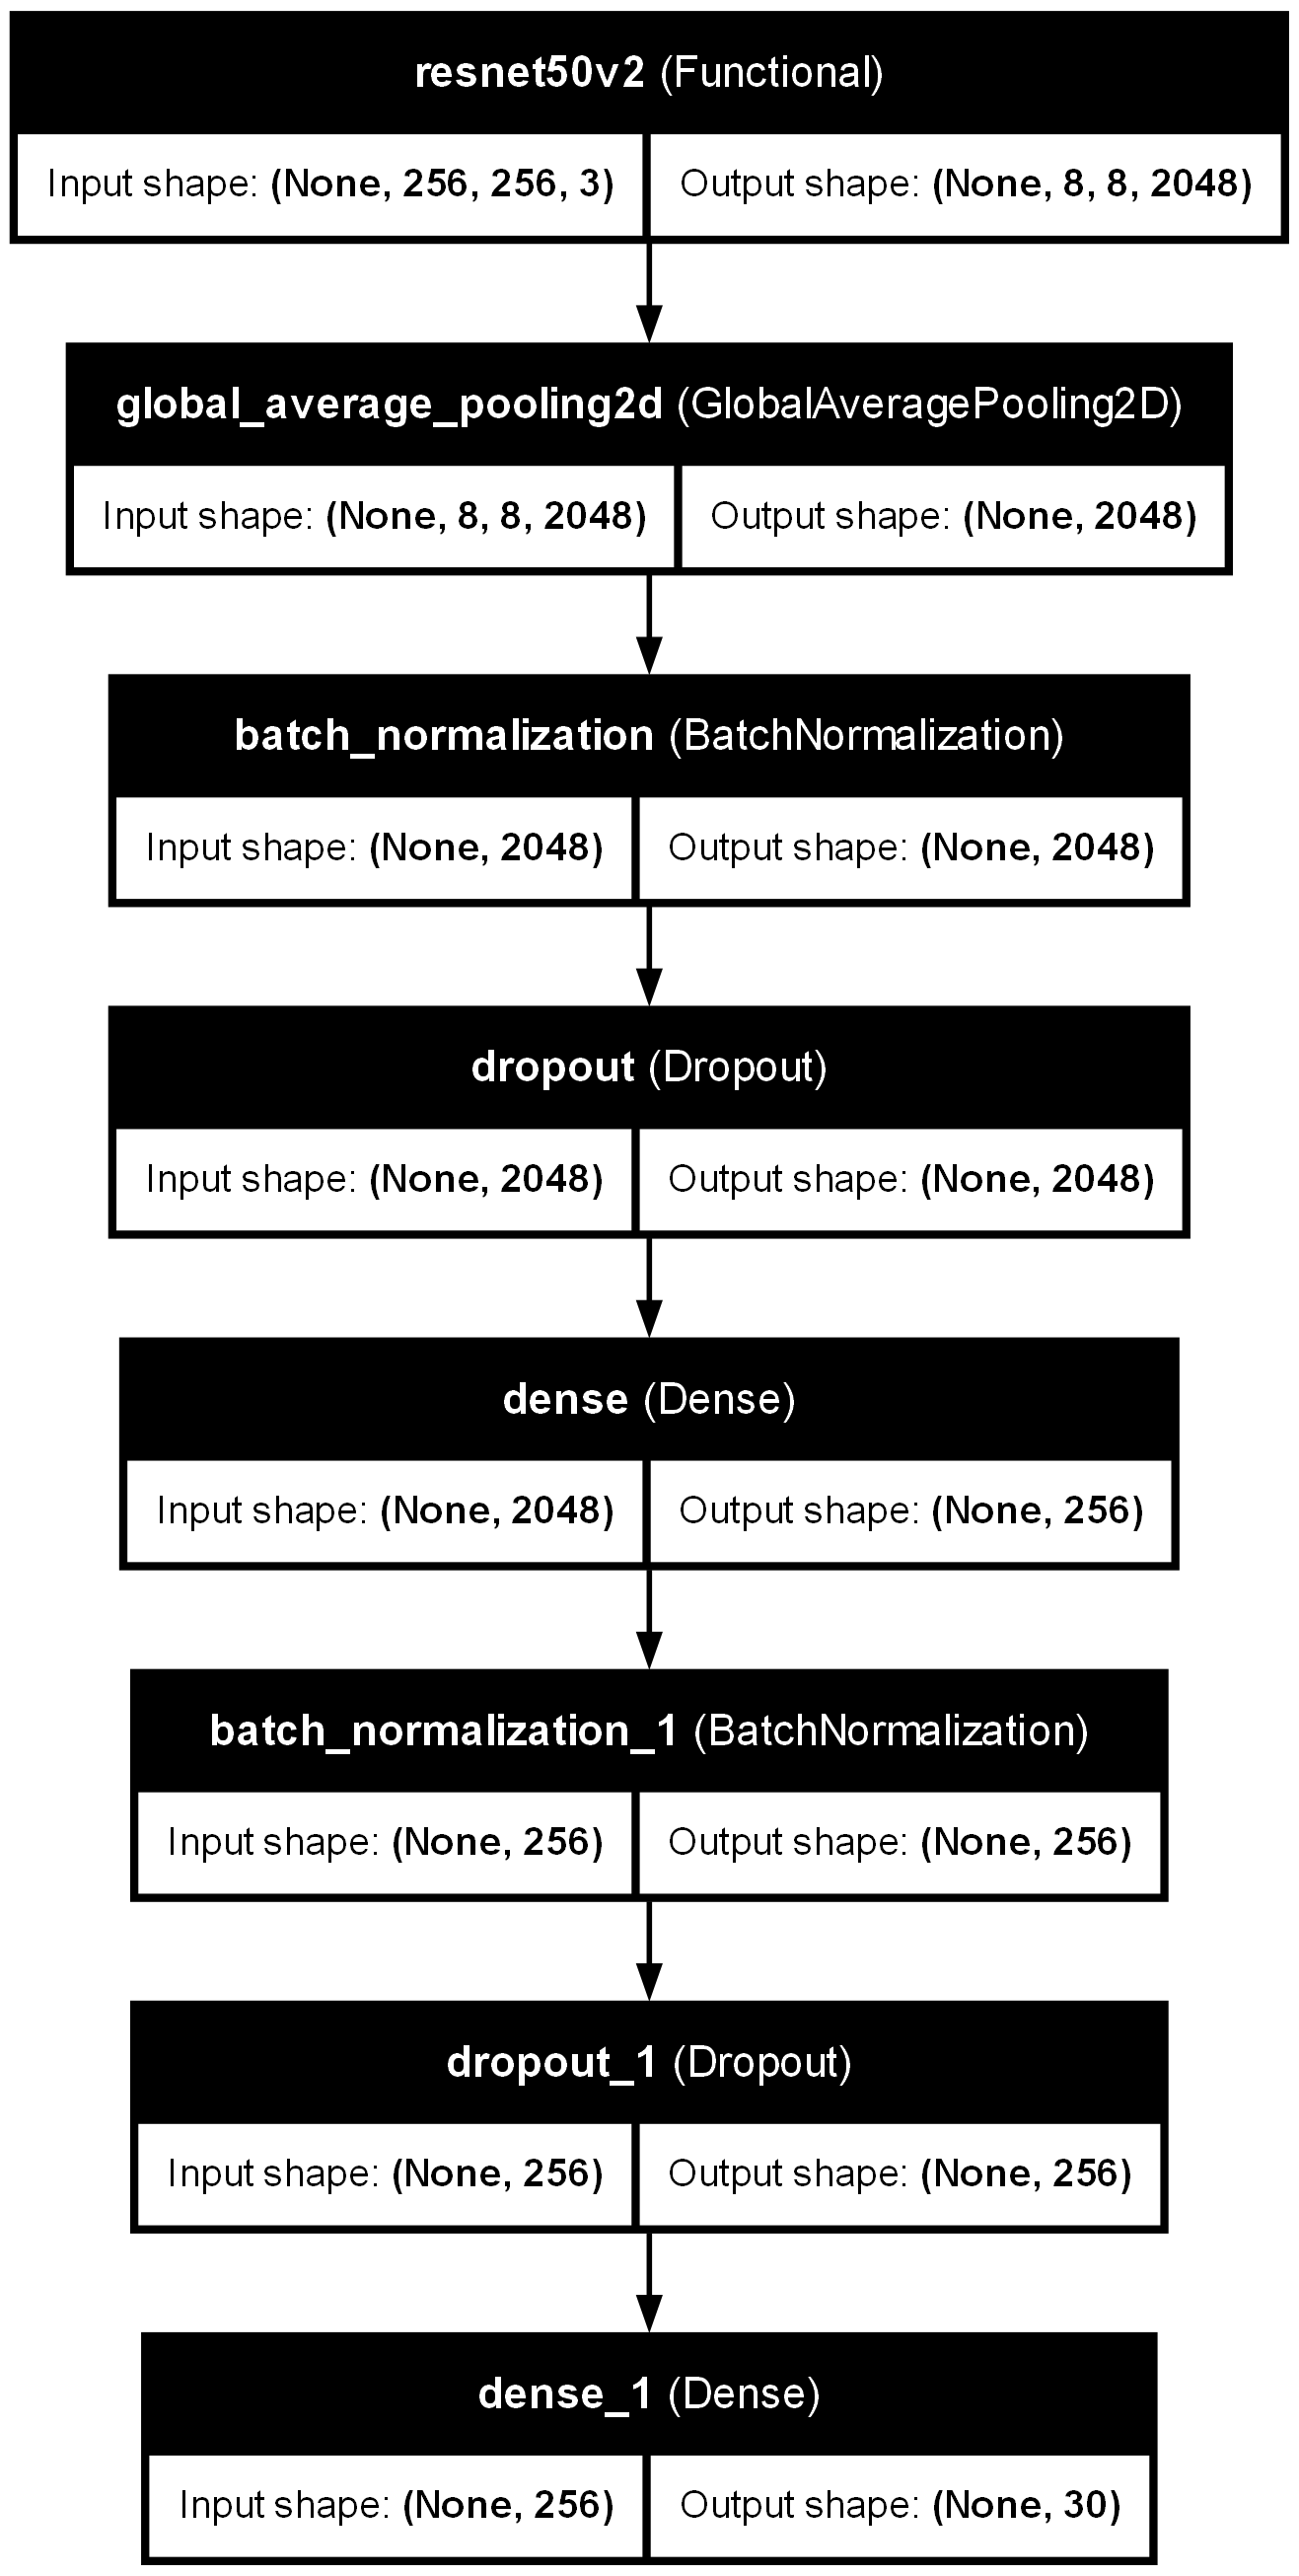 resnet50v2 (Functional)
Input shape: (None, 256, 256, 3) Output shape: (None, 8, 8, 2048)
global_average_pooling2d (GlobalAveragePooling2D)
Input shape: (None, 8, 8, 2048) Output shape: (None, 2048)
batch_normalization (BatchNormalization)
Input shape: (None, 2048) Output shape: (None, 2048)
dropout (Dropout)
Input shape: (None, 2048) Output shape: (None, 2048)
dense (Dense)
Input shape: (None, 2048) Output shape: (None, 256)
batch_normalization_1 (BatchNormalization)
Input shape: (None, 256) Output shape: (None, 256)
dropout_1 (Dropout)
Input shape: (None, 256) Output shape: (None, 256)
dense_1 (Dense)
Input shape: (None, 256) Output shape: (None, 30)